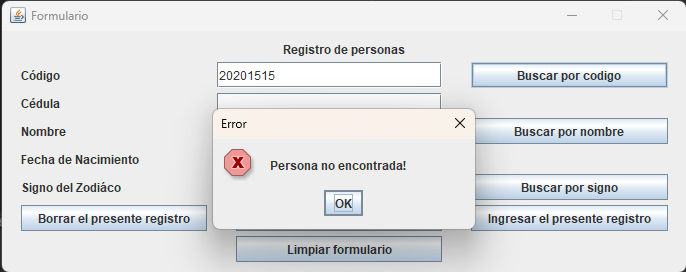 Formulario
Registro de personas
Código
20201515
Buscar por codigo
Cédula
Error
Nombre
Buscar por nombre
Persona no encontrada!
Fecha de Nacimiento
Signo del Zodiáco
Buscar por signo
OK
Borrar el presente registro
Ingresar el presente registro
Limpiar formulario